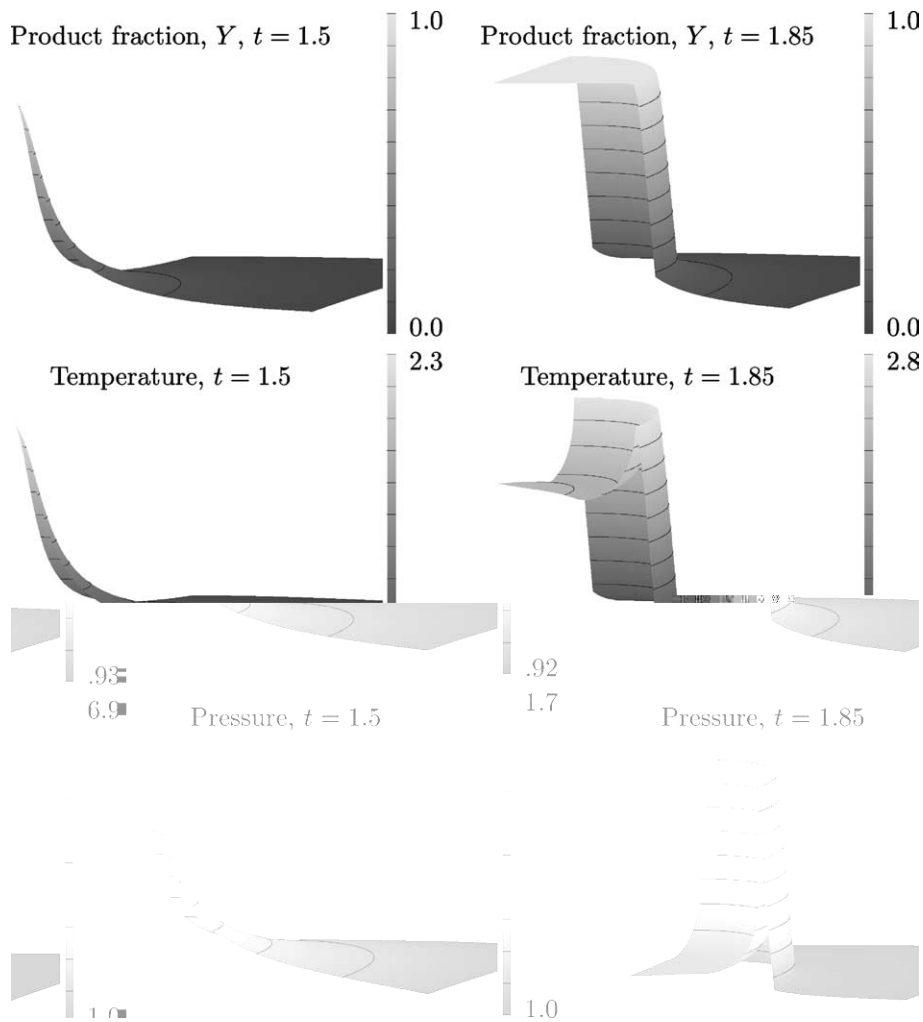 Product fraction, Y, t = 1.5
1.0
0.0
Product fraction, Y, t = 1.85
1.0
0.0
Temperature, t = 1.5
2.3
Temperature, t = 1.85
2.8
.93
6.9
.92
1.7
Pressure, t = 1.5
Pressure, t = 1.85
1.0
1.0